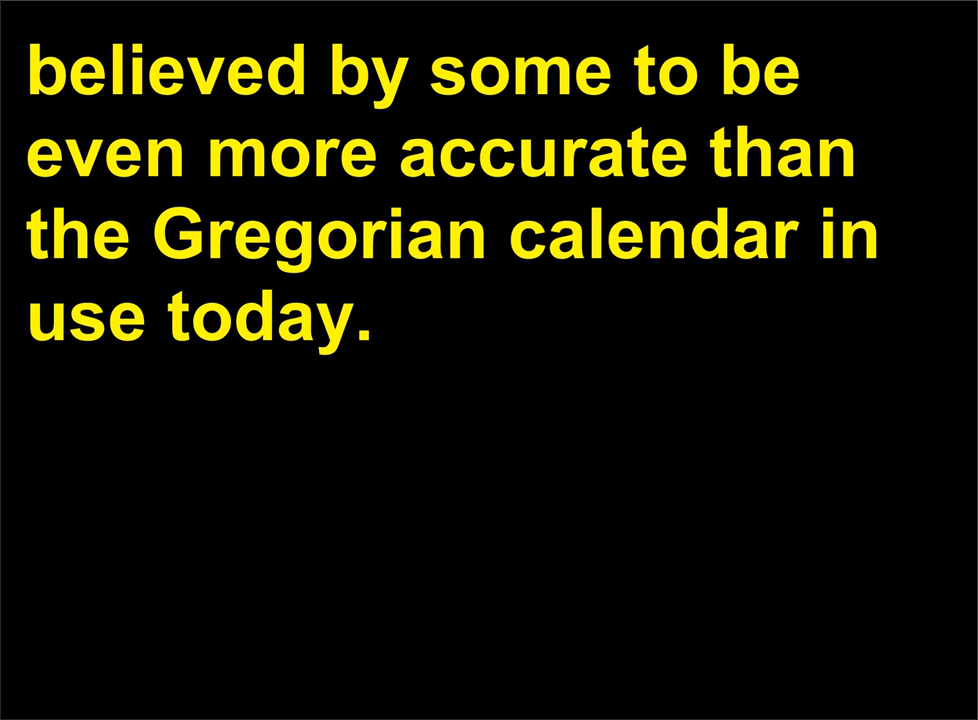 believed by some to be
even more accurate than
the Gregorian calendar in
use today.